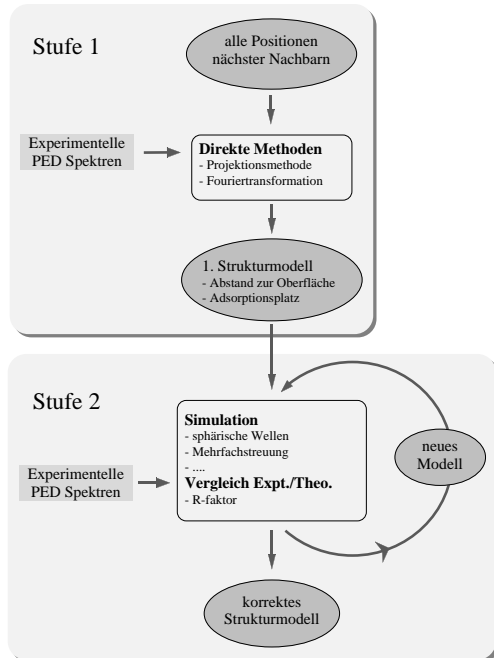 Stufe 1
alle Positionen
nächster Nachbarn
Experimentelle
PED Spektren
Direkte Methoden
- Projektionsmethode
- Fouriertransformation
1. Strukturmodell
- Abstand zur Oberfläche
- Adsorptionsplatz
Stufe 2
Simulation
- sphärische Wellen
- Mehrfachstreuung
- ....
Vergleich Expt./Theo.
- R-faktor
Experimentelle
PED Spektren
neues
Modell
korrektes
Strukturmodell